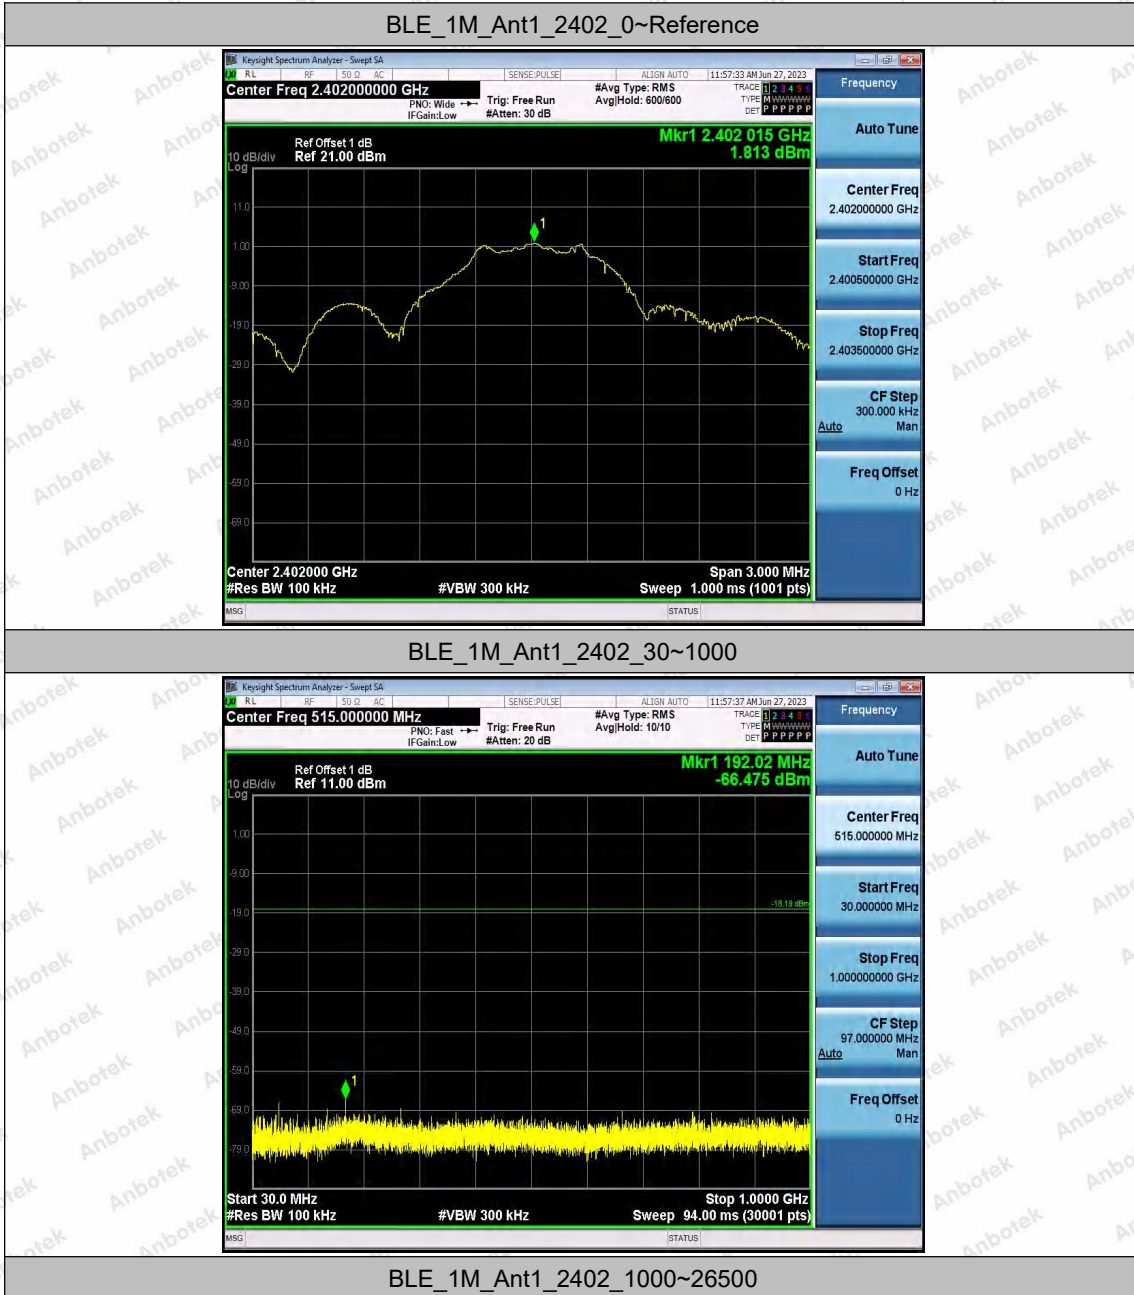 BLE_1M_Ant1_2402_0~Reference
Keysight Spectrum Analyzer - Swept SA
LXI RL RF 50 Ω AC SENSE:PULSE ALIGN AUTO 11:57:33 AM Jun 27, 2023
Center Freq 2.402000000 GHz
PNO: Wide
IFGain:Low
Trig: Free Run
#Atten: 30 dB
#Avg Type: RMS
Avg|Hold: 600/600
TRACE 1 2 3 4 5 6
TYPE M WWWWW
DET P P P P P P
Frequency
Auto Tune
Center Freq
2.402000000 GHz
Start Freq
2.400500000 GHz
Stop Freq
2.403500000 GHz
CF Step
300.000 kHz
Auto Man
Freq Offset
0 Hz
Mkr1 2.402 015 GHz
1.813 dBm
Ref Offset 1 dB
10 dB/div Ref 21.00 dBm
Log
11.0
1
1.00
-9.00
-19.0
-29.0
-39.0
-49.0
-59.0
-69.0
Center 2.402000 GHz Span 3.000 MHz
#Res BW 100 kHz #VBW 300 kHz Sweep 1.000 ms (1001 pts)
MSG STATUS
BLE_1M_Ant1_2402_30~1000
Keysight Spectrum Analyzer - Swept SA
LXI RL RF 50 Ω AC SENSE:PULSE ALIGN AUTO 11:57:37 AM Jun 27, 2023
Center Freq 515.000000 MHz
PNO: Fast
IFGain:Low
Trig: Free Run
#Atten: 20 dB
#Avg Type: RMS
Avg|Hold: 10/10
TRACE 1 2 3 4 5 6
TYPE M WWWWW
DET P P P P P P
Frequency
Auto Tune
Center Freq
515.000000 MHz
Start Freq
30.000000 MHz
Stop Freq
1.000000000 GHz
CF Step
97.000000 MHz
Auto Man
Freq Offset
0 Hz
Mkr1 192.02 MHz
-66.475 dBm
Ref Offset 1 dB
10 dB/div Ref 11.00 dBm
Log
1.00
-9.00
-18.19 dBm
-19.0
-29.0
-39.0
-49.0
-59.0
1
-69.0
-79.0
Start 30.0 MHz Stop 1.0000 GHz
#Res BW 100 kHz #VBW 300 kHz Sweep 94.00 ms (30001 pts)
MSG STATUS
BLE_1M_Ant1_2402_1000~26500
Anbotek